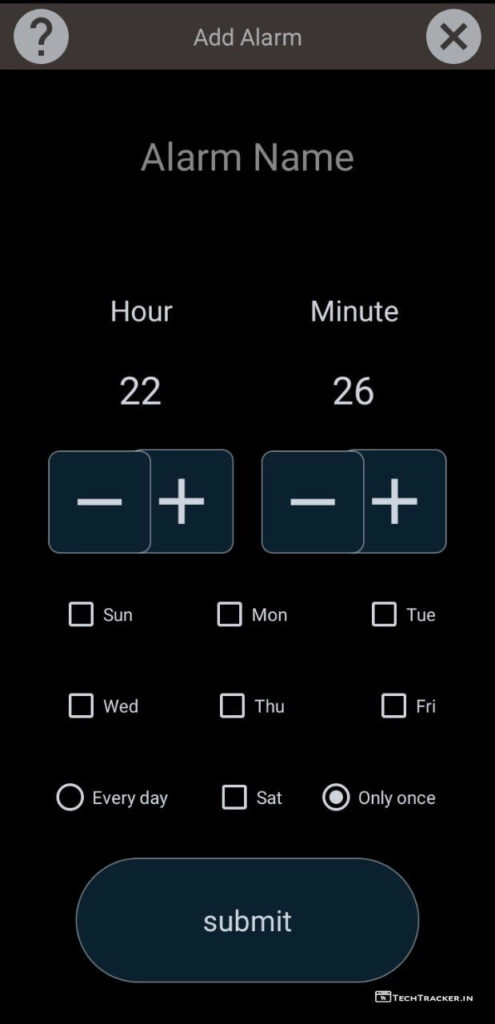 ?
Add Alarm
Alarm Name
Hour Minute
22 26
− + − +
Sun Mon Tue
Wed Thu Fri
Every day Sat Only once
submit
TECHTRACKER.IN